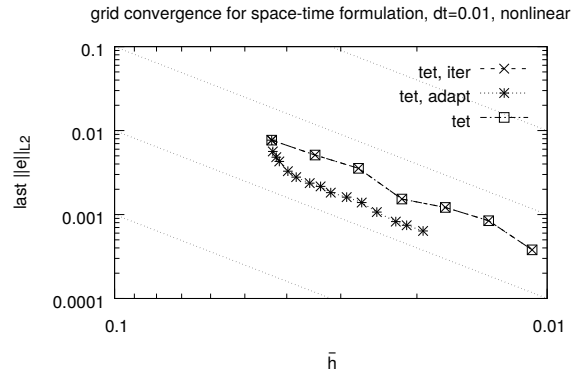 grid convergence for space-time formulation, dt=0.01, nonlinear
0.1
0.01
0.001
0.0001
last ||e||L2
tet, iter
tet, adapt
tet
0.1
0.01
h̄